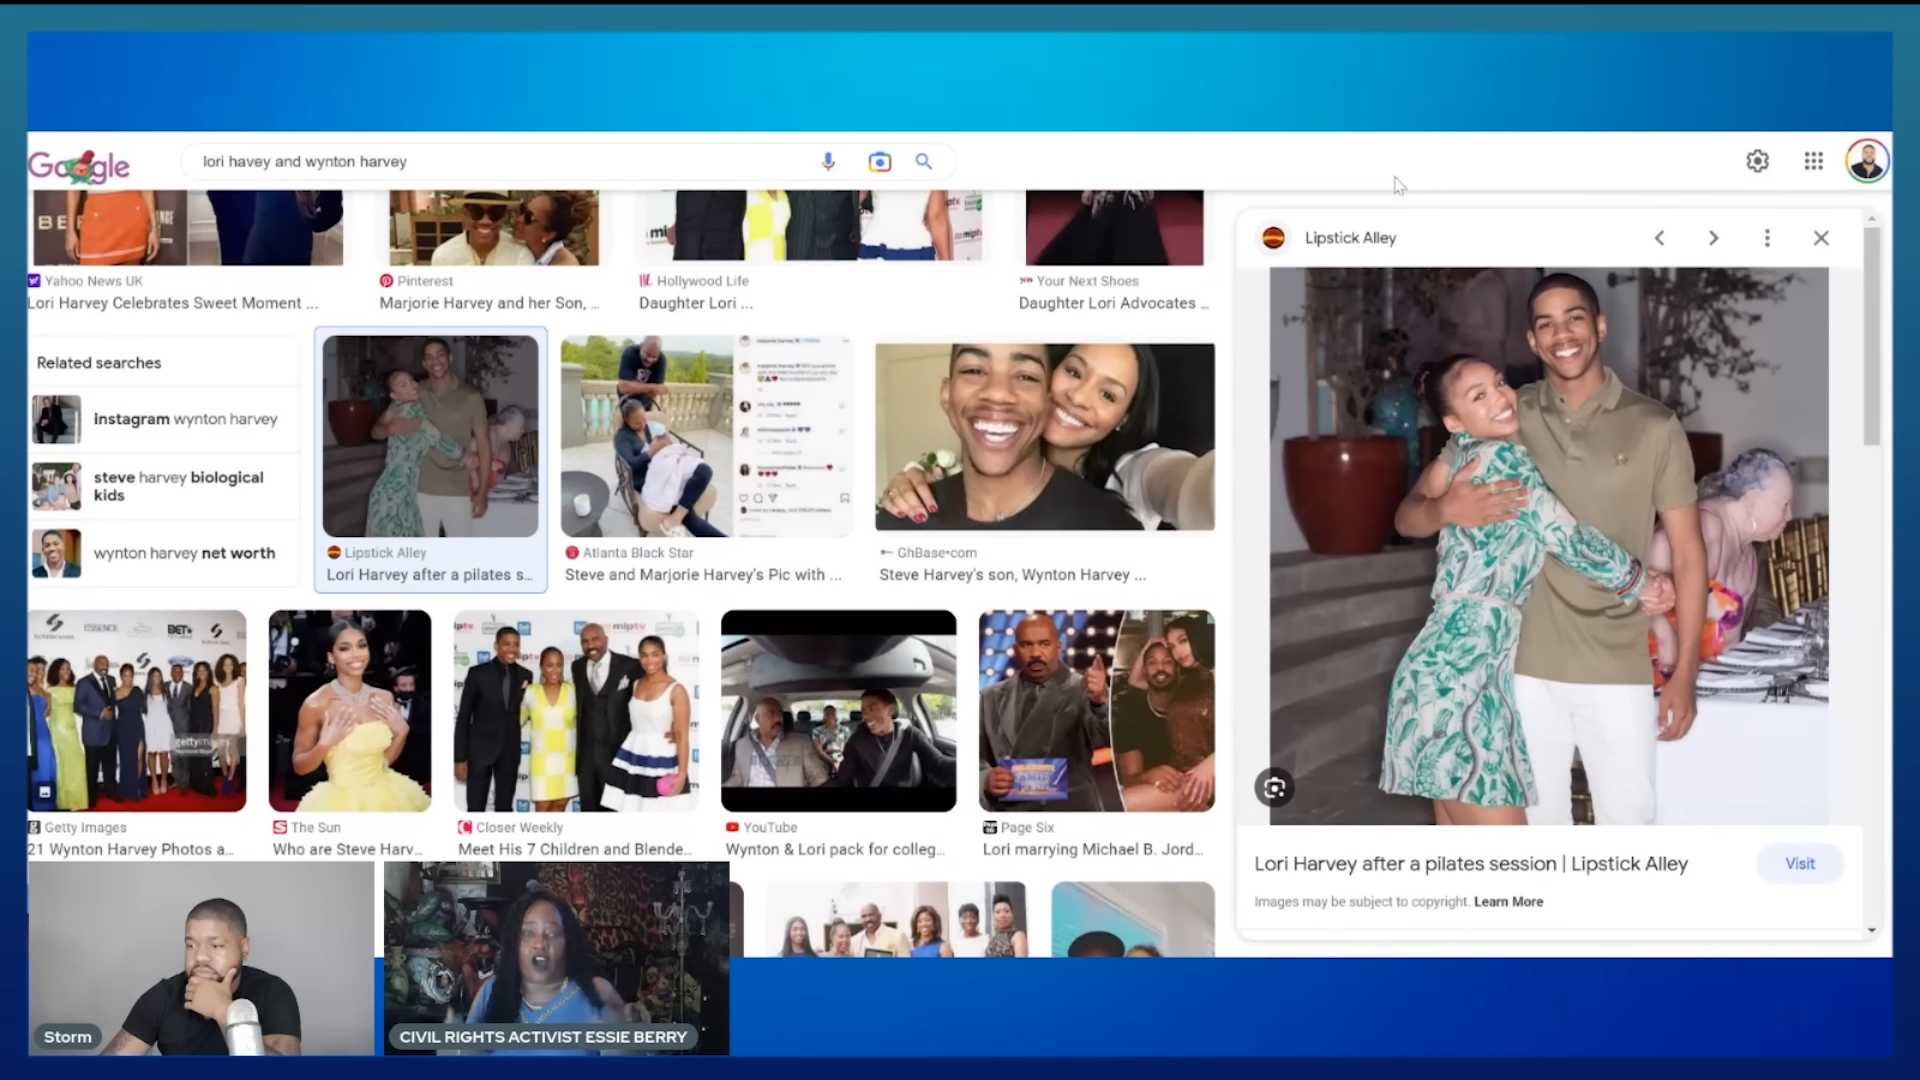 Google
lori havey and wynton harvey
Yahoo News UK
Lori Harvey Celebrates Sweet Moment ...
Pinterest
Marjorie Harvey and her Son, ...
Hollywood Life
Daughter Lori ...
Your Next Shoes
Daughter Lori Advocates ...
Lipstick Alley
Related searches
instagram wynton harvey
steve harvey biological
kids
wynton harvey net worth
Lipstick Alley
Lori Harvey after a pilates s...
Atlanta Black Star
Steve and Marjorie Harvey's Pic with ...
GhBase•com
Steve Harvey's son, Wynton Harvey ...
ESSENCE
BET
gettyimages
miptv
Getty Images
21 Wynton Harvey Photos a...
The Sun
Who are Steve Harv...
Closer Weekly
Meet His 7 Children and Blende...
YouTube
Wynton & Lori pack for colleg...
Page Six
Lori marrying Michael B. Jord...
Lori Harvey after a pilates session | Lipstick Alley
Visit
Images may be subject to copyright. Learn More
Storm
CIVIL RIGHTS ACTIVIST ESSIE BERRY